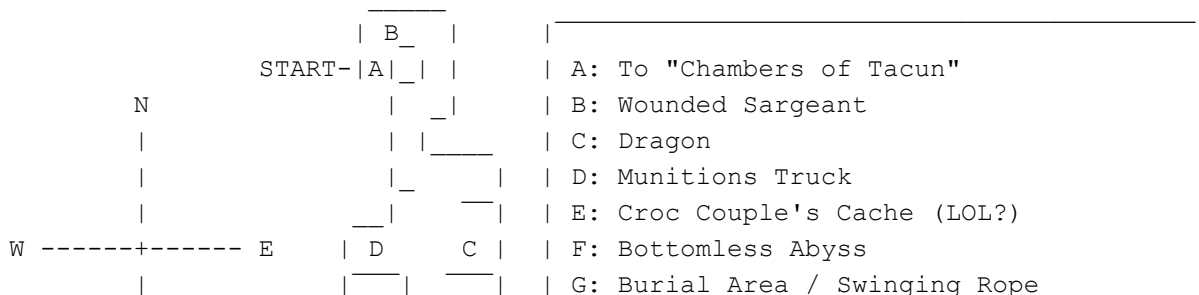 B
START-|A| A: To "Chambers of Tacun"
N B: Wounded Sargeant
C: Dragon
D: Munitions Truck
E: Croc Couple's Cache (LOL?)
W ------+------ E D C F: Bottomless Abyss
G: Burial Area / Swinging Rope